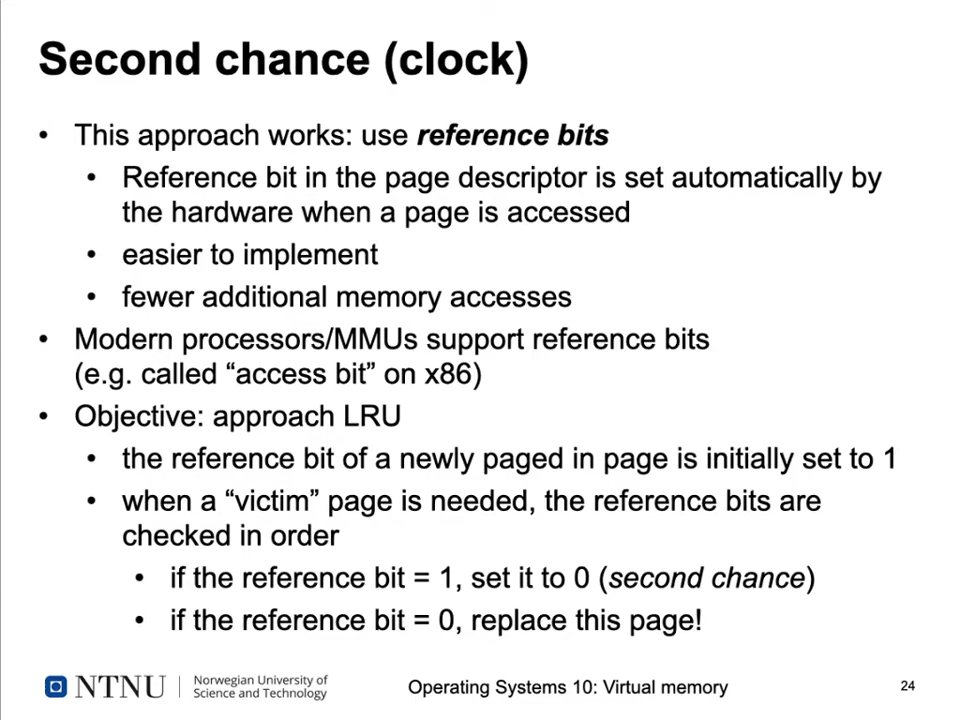 Second chance (clock)
• This approach works: use reference bits
• Reference bit in the page descriptor is set automatically by
the hardware when a page is accessed
• easier to implement
• fewer additional memory accesses
• Modern processors/MMUs support reference bits
(e.g. called “access bit” on x86)
• Objective: approach LRU
• the reference bit of a newly paged in page is initially set to 1
• when a “victim” page is needed, the reference bits are
checked in order
• if the reference bit = 1, set it to 0 (second chance)
• if the reference bit = 0, replace this page!
NTNU
Norwegian University of
Science and Technology
Operating Systems 10: Virtual memory
24